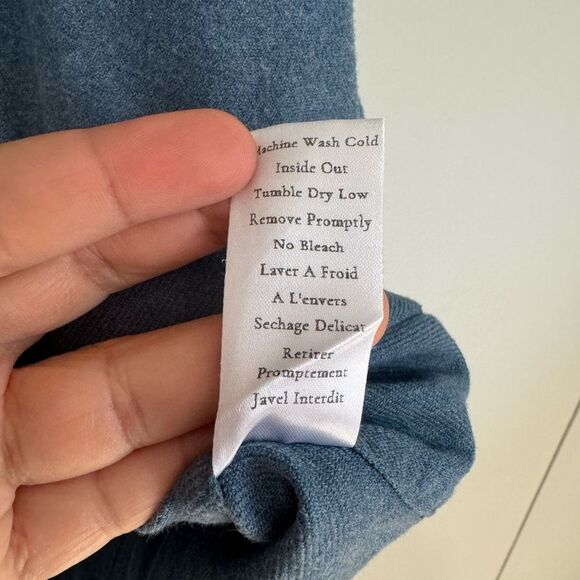 Machine Wash Cold
Inside Out
Tumble Dry Low
Remove Promptly
No Bleach
Laver A Froid
A L'envers
Sechage Delicat
Retirer
Promptement
Javel Interdit